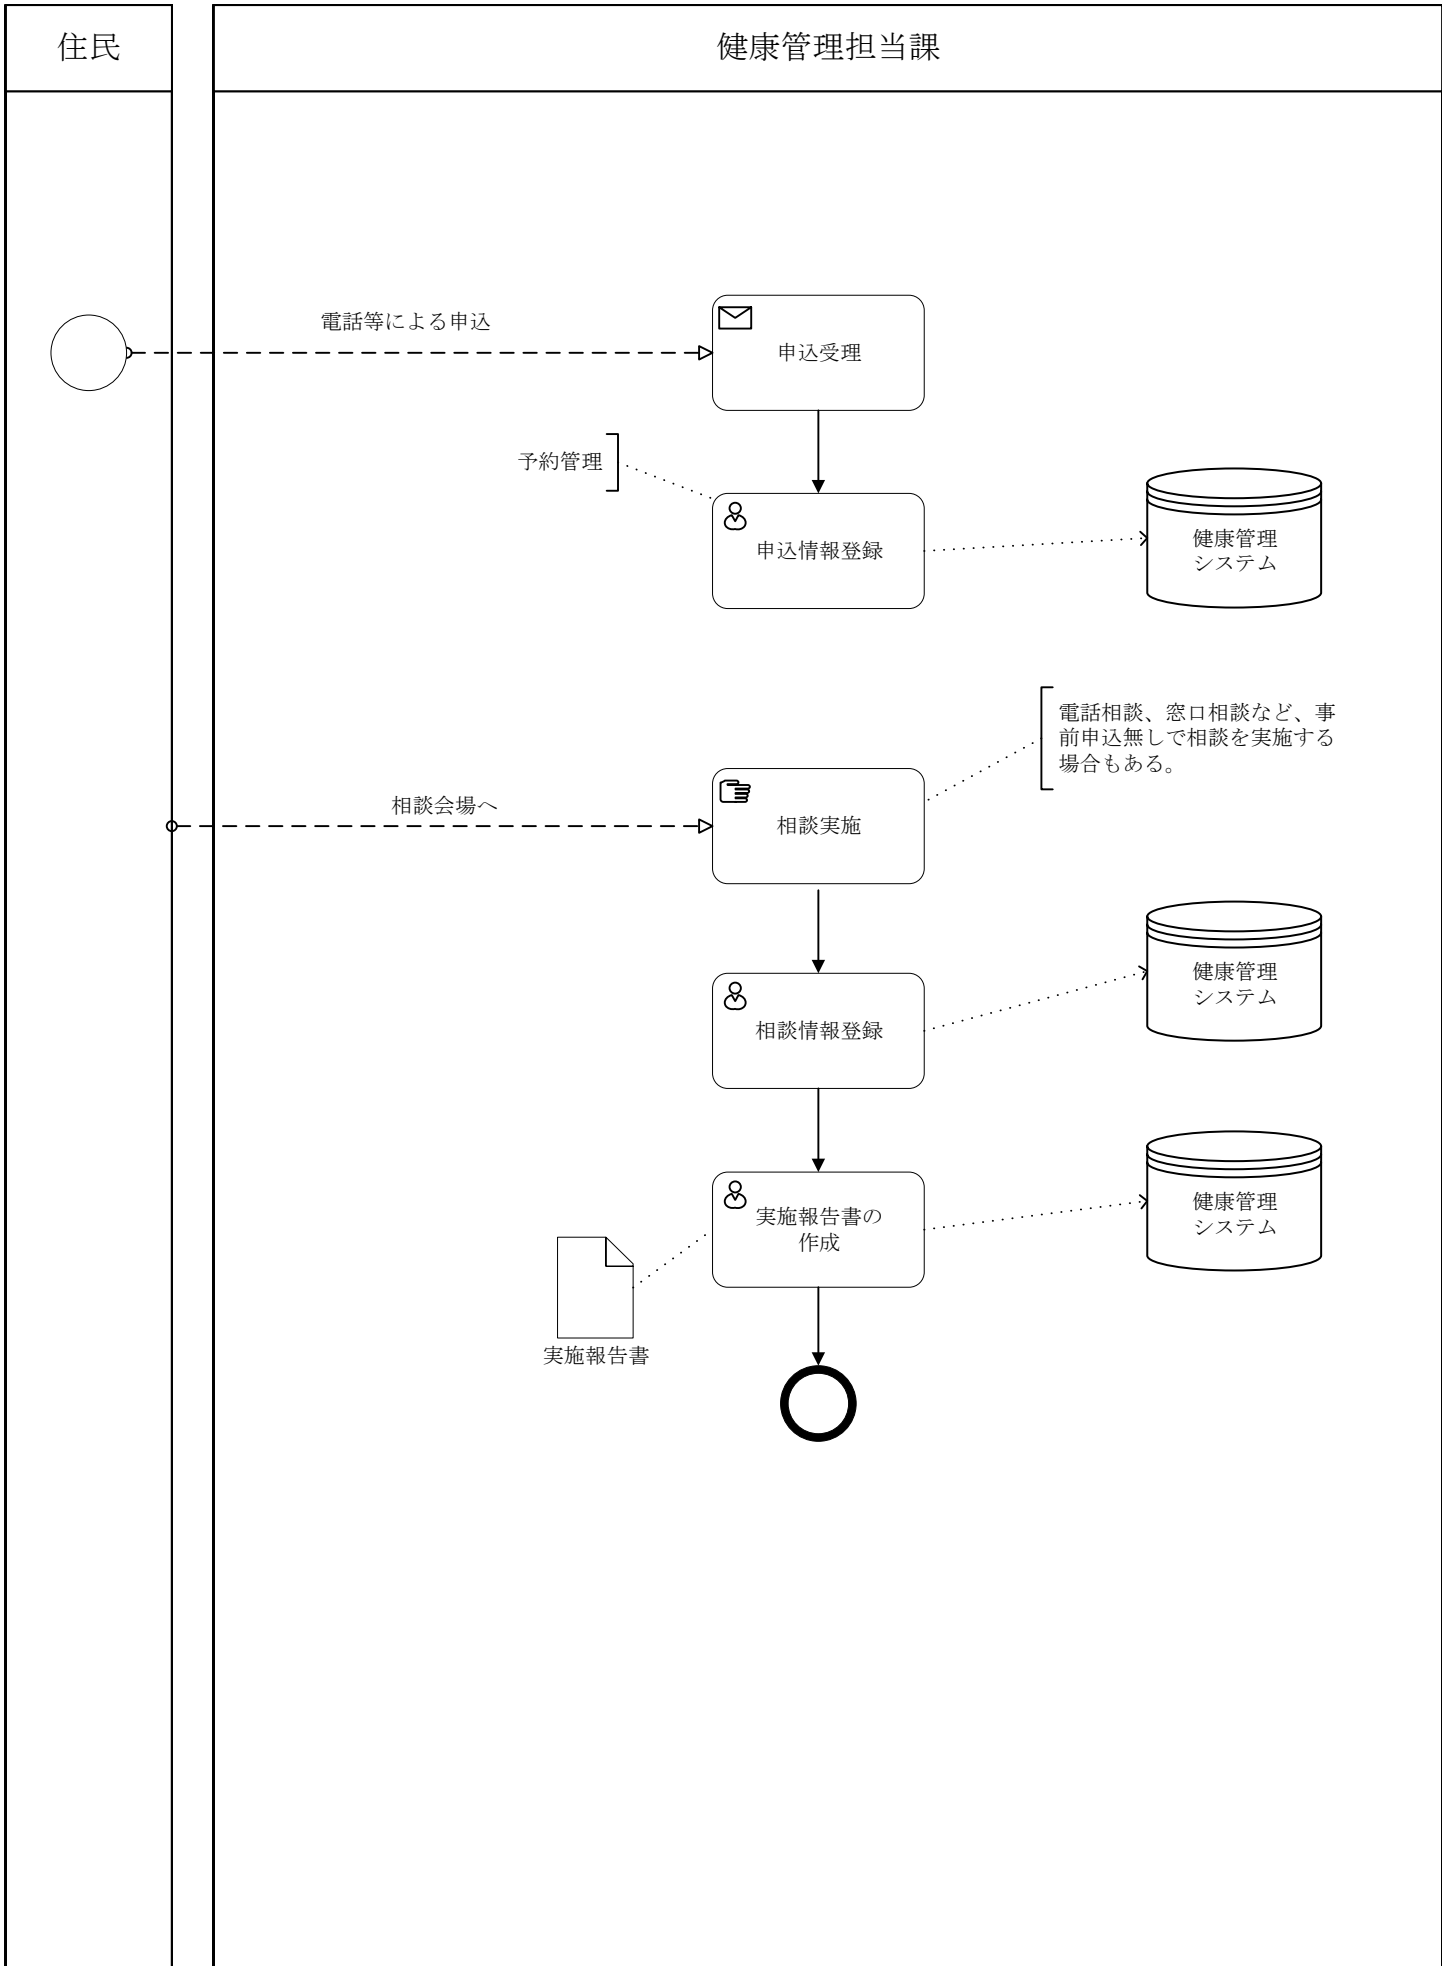 住民
健康管理担当課
電話等による申込
申込受理
予約管理
申込情報登録
健康管理
システム
電話相談、窓口相談など、事
前申込無しで相談を実施する
場合もある。
相談会場へ
相談実施
健康管理
システム
相談情報登録
健康管理
システム
実施報告書の
作成
実施報告書